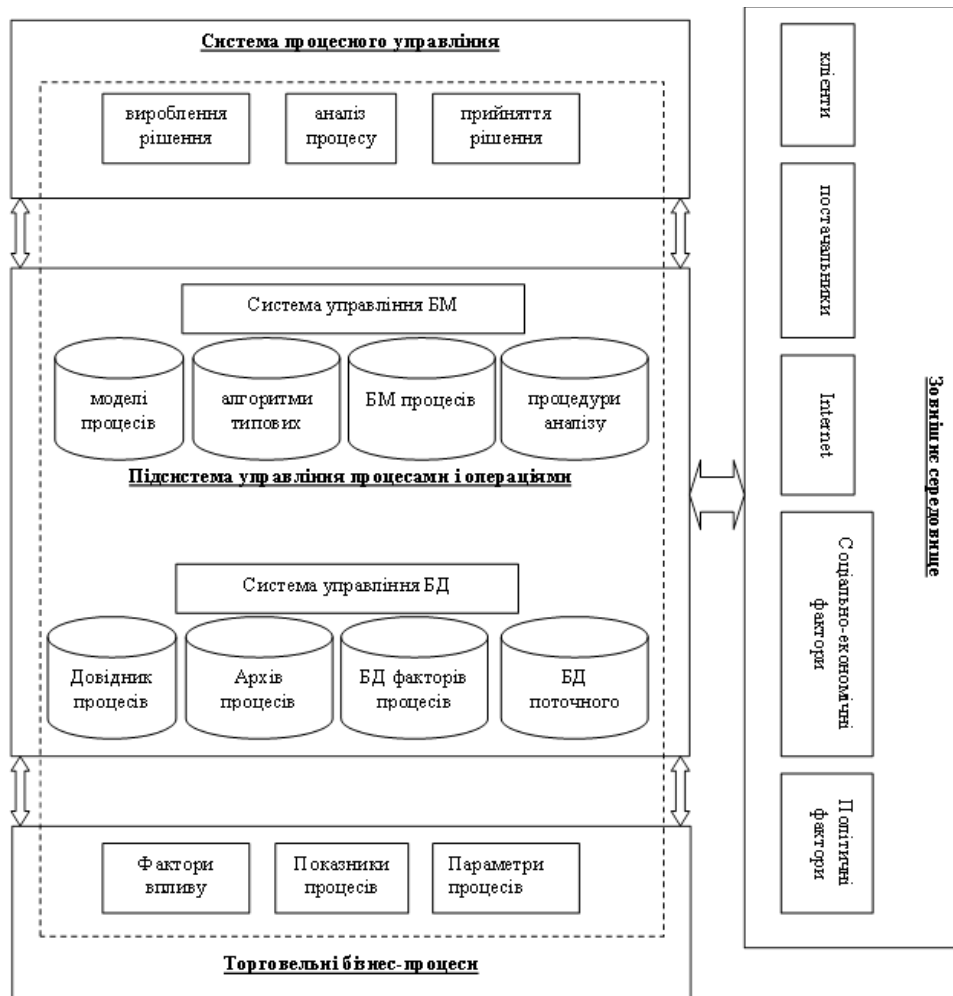 Система процесного управління
вироблення
рішення
аналіз
процесу
прийняття
рішення
Система управління БМ
моделі
процесів
алгоритми
типових
БМ процесів
процедури
аналізу
Підсистема управління процесами і операціями
Система управління БД
Довідник
процесів
Архів
процесів
БД факторів
процесів
БД
поточного
Фактори
впливу
Показники
процесів
Параметри
процесів
Торговельні бізнес-процеси
клієнти
постачальники
Internet
Соціально-економічні
фактори
Політичні
фактори
Зовнішнє середовище